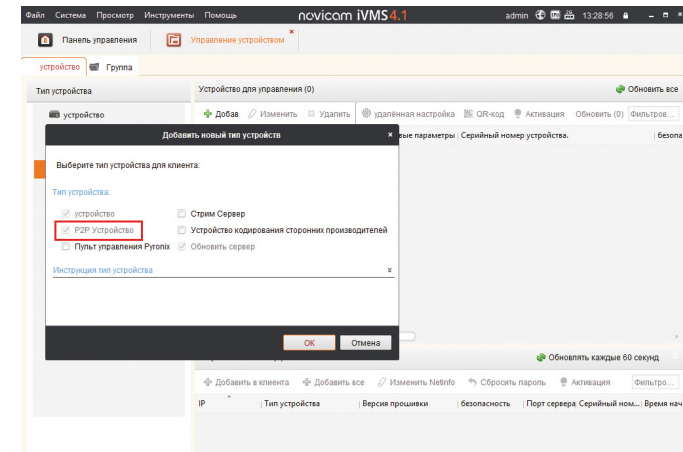 Файл Система Просмотр Инструменты Помощь novicam iVMS4.1 admin 13:28:56
Панель управления Управление устройством
устройство Группа
Тип устройства Устройство для управления (0) Обновить все
устройство Добав Изменить Удалить удалённая настройка QR-код Активация Обновить (0) Фильтров...
Добавить новый тип устройств
вые параметры Серийный номер устройства. безопа
Выберите тип устройства для клиента:
Тип устройства:
устройство Стрим Сервер
P2P Устройство Устройство кодирования сторонних производителей
Пульт управления Pyronix Обновить сервер
Инструкция тип устройства
ОК Отмена
Обновлять каждые 60 секунд
Добавить в клиента Добавить все Изменить Netinfo Сбросить пароль Активация Фильтро...
IP Тип устройства Версия прошивки безопасность Порт сервера Серийный ном... Время нач